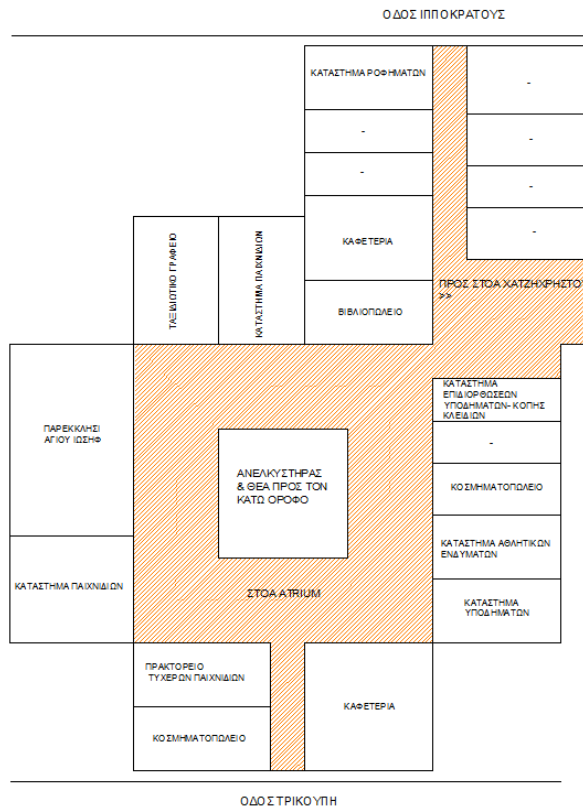 ΟΔΟΣ ΙΠΠΟΚΡΑΤΟΥΣ
ΚΑΤΑΣΤΗΜΑ ΡΟΦΗΜΑΤΩΝ
-
-
-
-
-
-
ΚΑΦΕΤΕΡΙΑ
ΤΑΞΙΔΙΩΤΙΚΟ ΓΡΑΦΕΙΟ
ΚΑΤΑΣΤΗΜΑ ΠΑΙΧΝΙΔΙΩΝ
ΒΙΒΛΙΟΠΩΛΕΙΟ
ΠΡΟΣ ΣΤΟΑ ΧΑΤΖΗΧΡΗΣΤΟΥ
>>
ΠΑΡΕΚΚΛΗΣΙ
ΑΓΙΟΥ ΙΩΣΗΦ
ΚΑΤΑΣΤΗΜΑ
ΕΠΙΔΙΟΡΘΩΣΕΩΝ
ΥΠΟΔΗΜΑΤΩΝ- ΚΟΠΗΣ
ΚΛΕΙΔΙΩΝ
-
ΑΝΕΛΚΥΣΤΗΡΑΣ
& ΘΕΑ ΠΡΟΣ ΤΟΝ
ΚΑΤΩ ΟΡΟΦΟ
ΚΟΣΜΗΜΑΤΟΠΩΛΕΙΟ
ΚΑΤΑΣΤΗΜΑ ΑΘΛΗΤΙΚΩΝ
ΕΝΔΥΜΑΤΩΝ
ΚΑΤΑΣΤΗΜΑ ΠΑΙΧΝΙΔΙΩΝ
ΣΤΟΑ ATRIUM
ΚΑΤΑΣΤΗΜΑ
ΥΠΟΔΗΜΑΤΩΝ
ΠΡΑΚΤΟΡΕΙΟ
ΤΥΧΕΡΩΝ ΠΑΙΧΝΙΔΙΩΝ
ΚΑΦΕΤΕΡΙΑ
ΚΟΣΜΗΜΑΤΟΠΩΛΕΙΟ
ΟΔΟΣ ΤΡΙΚΟΥΠΗ